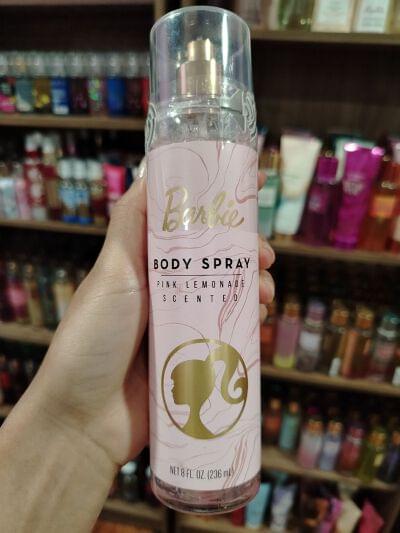 Barbie
BODY SPRAY
PINK LEMONADE
SCENTED
NET 8 FL. OZ. (236 mL)